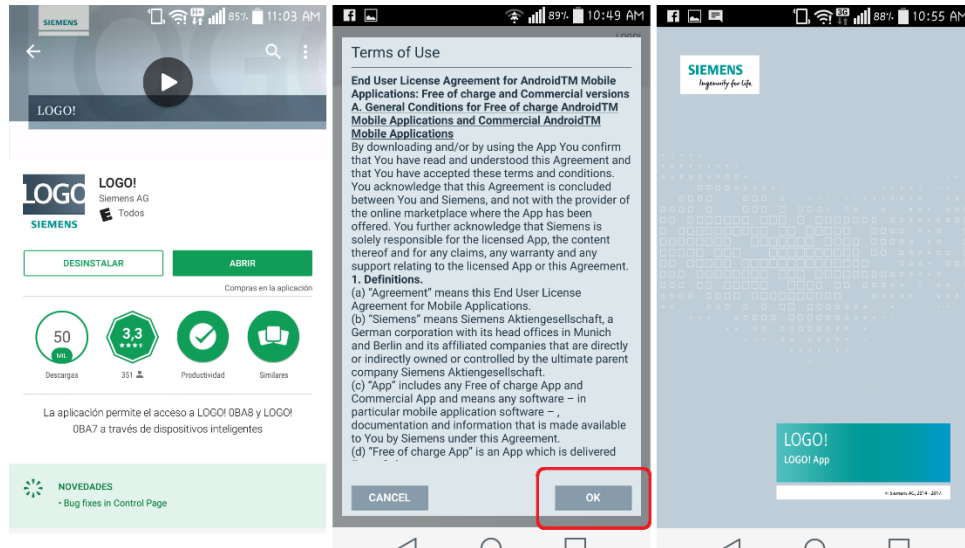 SIEMENS
85% 11:03 AM
LOGO!
LOGO
SIEMENS
LOGO!
Siemens AG
E Todos
DESINSTALAR
ABRIR
Compras en la aplicación
50
MIL
Descargas
3,3
351
Productividad
Similares
La aplicación permite el acceso a LOGO! 0BA8 y LOGO!
0BA7 a través de dispositivos inteligentes
NOVEDADES
- Bug fixes in Control Page
89% 10:49 AM
Terms of Use
End User License Agreement for AndroidTM Mobile
Applications: Free of charge and Commercial versions
A. General Conditions for Free of charge AndroidTM
Mobile Applications and Commercial AndroidTM
Mobile Applications
By downloading and/or by using the App You confirm
that You have read and understood this Agreement and
that You have accepted these terms and conditions.
You acknowledge that this Agreement is concluded
between You and Siemens, and not with the provider of
the online marketplace where the App has been
offered. You further acknowledge that Siemens is
solely responsible for the licensed App, the content
thereof and for any claims, any warranty and any
support relating to the licensed App or this Agreement.
1. Definitions.
(a) "Agreement" means this End User License
Agreement for Mobile Applications.
(b) "Siemens" means Siemens Aktiengesellschaft, a
German corporation with its head offices in Munich
and Berlin and its affiliated companies that are directly
or indirectly owned or controlled by the ultimate parent
company Siemens Aktiengesellschaft.
(c) "App" includes any Free of charge App and
Commercial App and means any software – in
particular mobile application software – ,
documentation and information that is made available
to You by Siemens under this Agreement.
(d) "Free of charge App" is an App which is delivered
CANCEL
OK
3G 88% 10:55 AM
SIEMENS
Ingenuity for life
LOGO!
LOGO! App
© Siemens AG, 2014 - 2017.